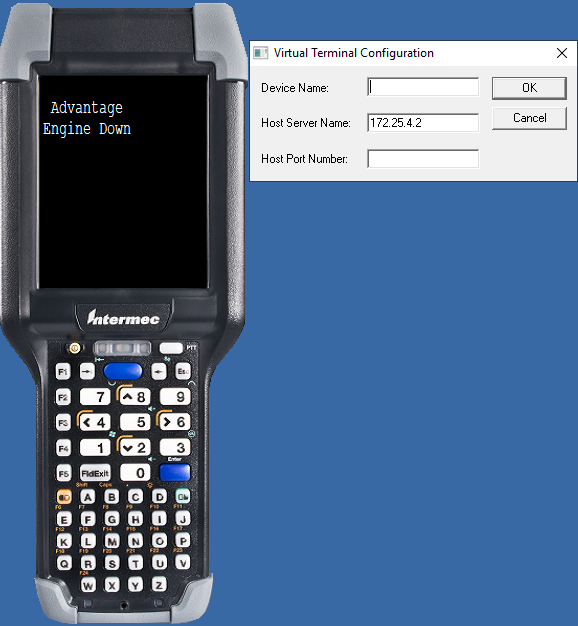 Virtual Terminal Configuration
Device Name:
OK
Host Server Name:
172.25.4.2
Cancel
Host Port Number:
Advantage
Engine Down
Intermec
PTT
F1
Esc
F2
7
8
9
F3
4
5
6
F4
1
2
3
Enter
F5
FldExit
0
Shift
Caps
A
B
C
D
F6
F7
F8
F9
F10
F11
E
F
G
H
I
J
F12
F13
F14
F15
F16
F17
K
L
M
N
O
P
F18
F19
F20
F21
F22
F23
Q
R
S
T
U
V
F24
W
X
Y
Z